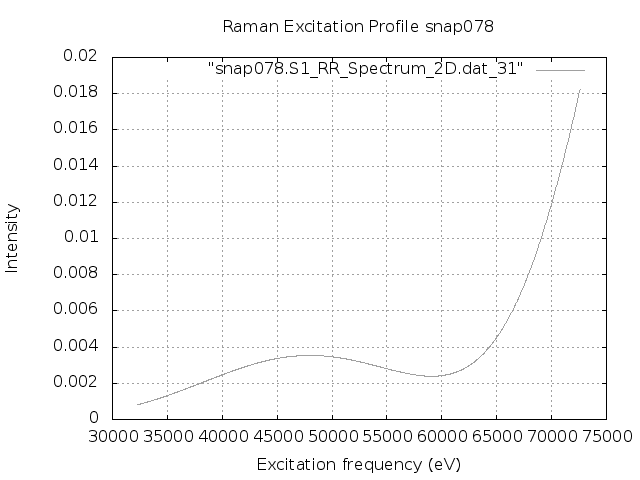 Raman Excitation Profile snap078
"snap078.S1_RR_Spectrum_2D.dat_31"
0.02
0.018
0.016
0.014
0.012
0.01
0.008
0.006
0.004
0.002
0
Intensity
30000 35000 40000 45000 50000 55000 60000 65000 70000 75000
Excitation frequency (eV)